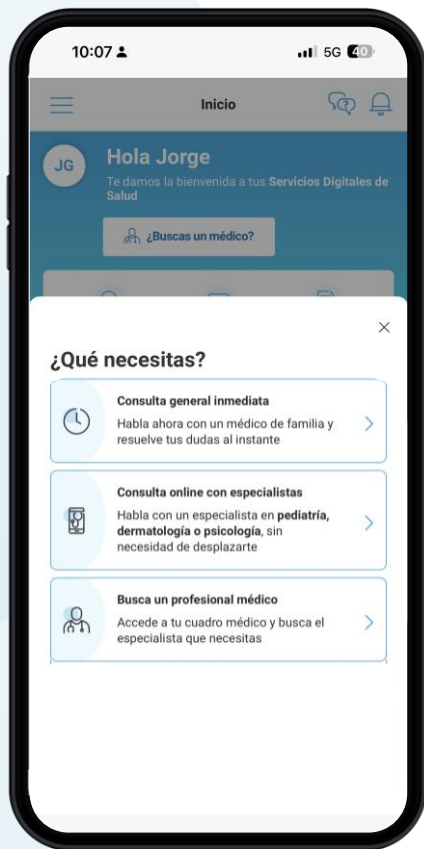 10:07
5G 40
Inicio
JG
Hola Jorge
Te damos la bienvenida a tus Servicios Digitales de
Salud
¿Buscas un médico?
¿Qué necesitas?
Consulta general inmediata
Habla ahora con un médico de familia y
resuelve tus dudas al instante
Consulta online con especialistas
Habla con un especialista en pediatría,
dermatología o psicología, sin
necesidad de desplazarte
Busca un profesional médico
Accede a tu cuadro médico y busca el
especialista que necesitas